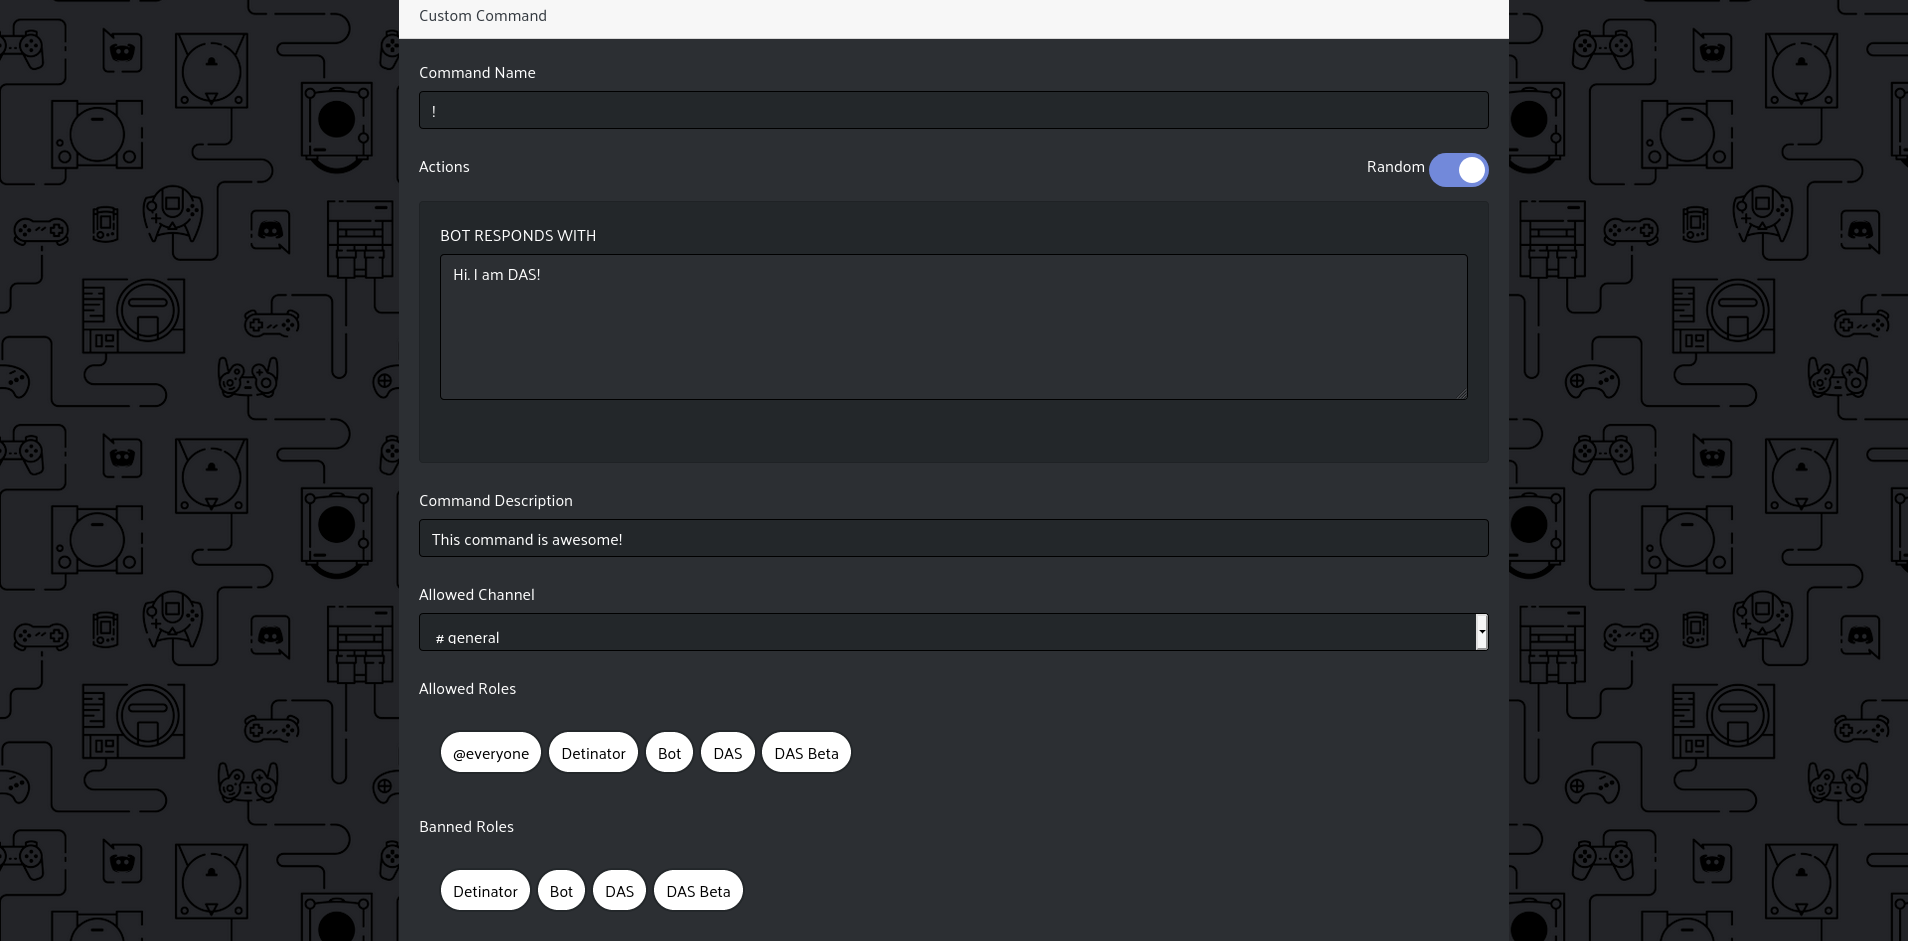 Custom Command
Command Name
!
Actions
Random
BOT RESPONDS WITH
Hi. I am DAS!
Command Description
This command is awesome!
Allowed Channel
# general
Allowed Roles
@everyone Detinator Bot DAS DAS Beta
Banned Roles
Detinator Bot DAS DAS Beta